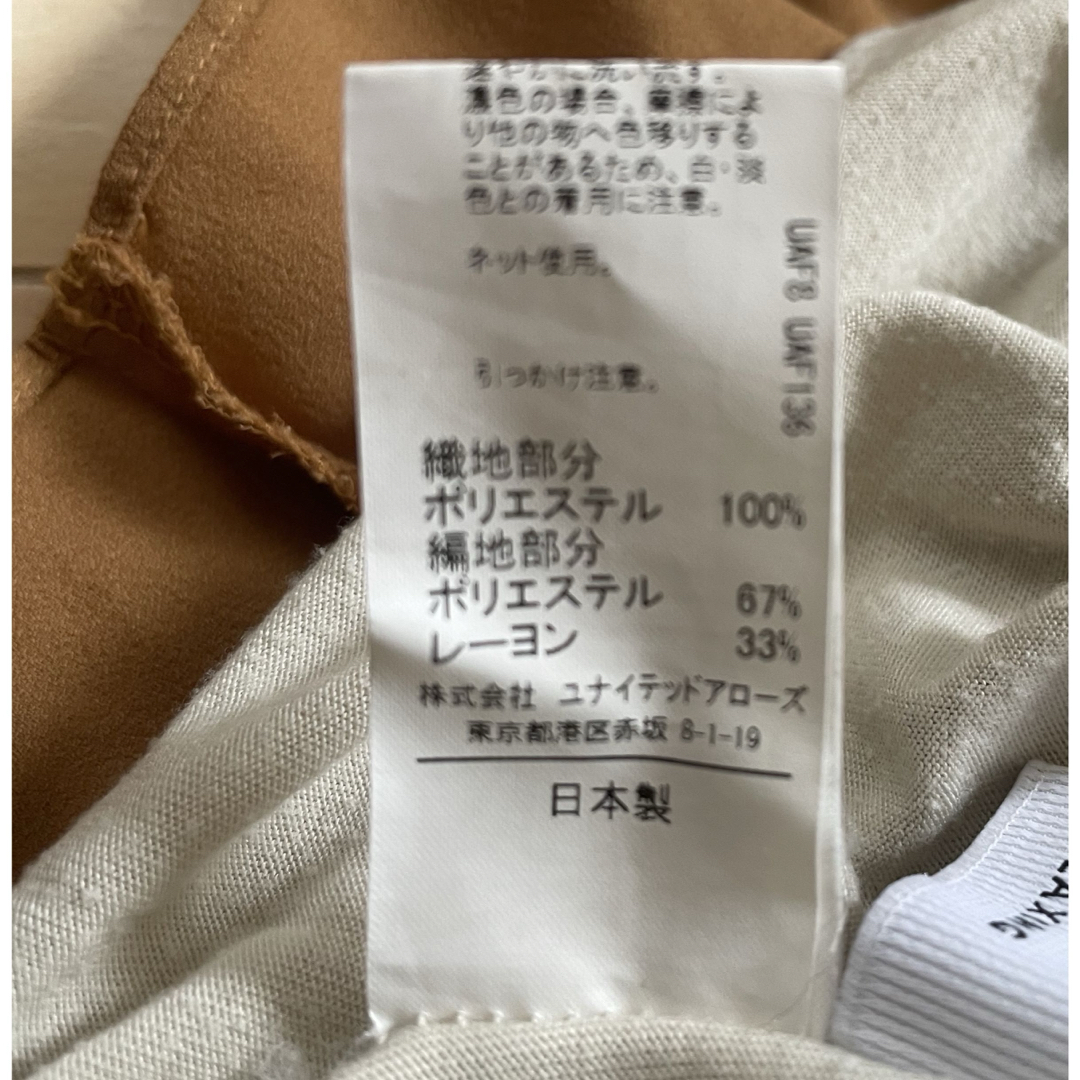 速やかに洗い流す。
濃色の場合、摩擦によ
り他の物へ色移りする
ことがあるため、白・淡
色との着用に注意。
ネット使用。
引っかけ注意。
UAF8 UAF136
織地部分
ポリエステル 100%
編地部分
ポリエステル 67%
レーヨン 33%
株式会社 ユナイテッドアローズ
東京都港区赤坂 8-1-19
日本製